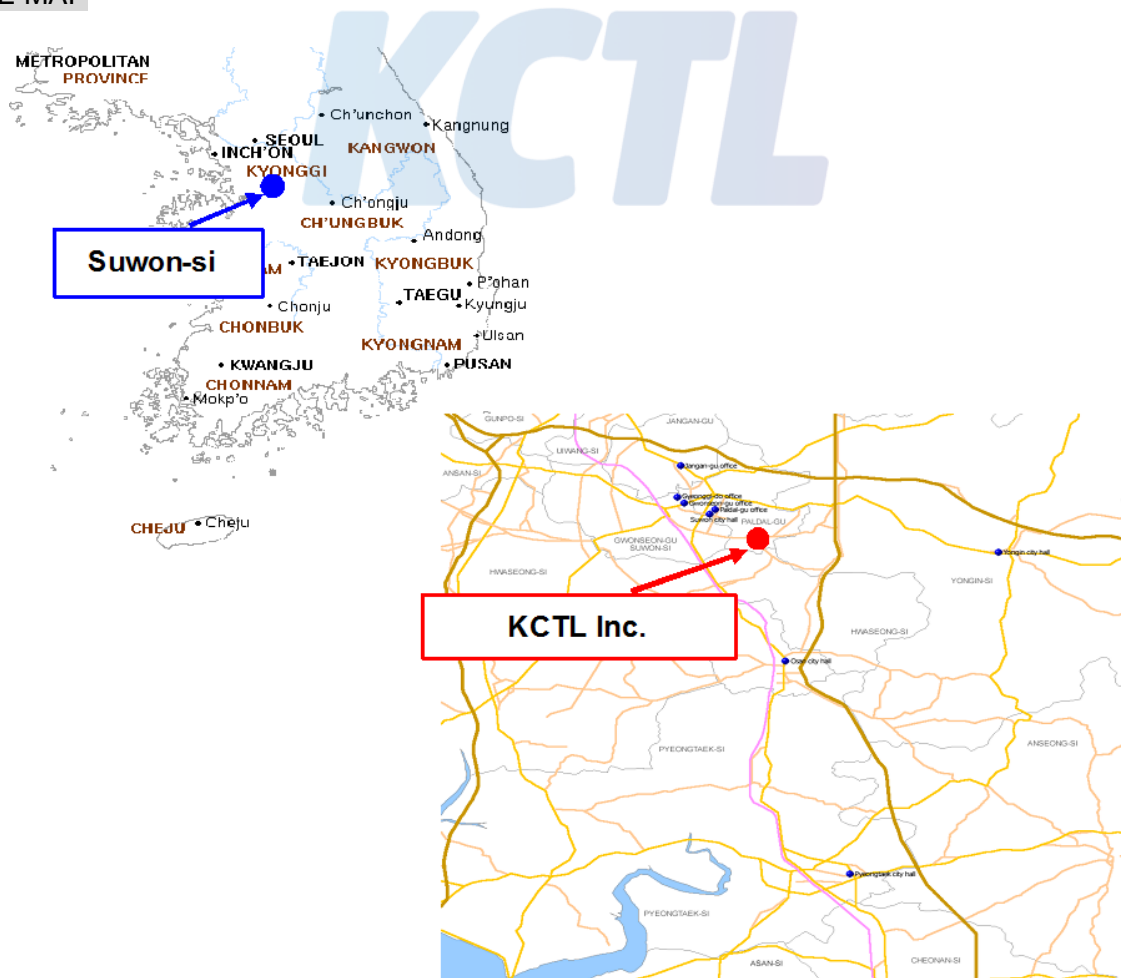 E MAP
KCTL
METROPOLITAN
PROVINCE
Ch'unchon
Kangnung
SEOUL
KANGWON
INCH'ON
KYONGGI
Ch'ongju
CH'UNGBUK
Andong
Suwon-si
AM
TAEJON
KYONGBUK
P'ohan
TAEGU
Kyungju
Chonju
CHONBUK
Ulsan
KYONGNAM
KWANGJU
PUSAN
CHONNAM
Mokp'o
CHEJU
Cheju
GUNPO-SI
JANGAN-GU
UIWANG-SI
Jangan-gu office
ANSAN-SI
Gyeonggi-do office
Gwonseon-gu office
Paldal-gu office
Suwon city hall
PALDAL-GU
GWONSEON-GU
SUWON-SI
Yongin city hall
HWASEONG-SI
YONGIN-SI
KCTL Inc.
HWASEONG-SI
Osan city hall
PYEONGTAEK-SI
ANSEONG-SI
Pyeongtaek city hall
PYEONGTAEK-SI
ASAN-SI
CHEONAN-SI